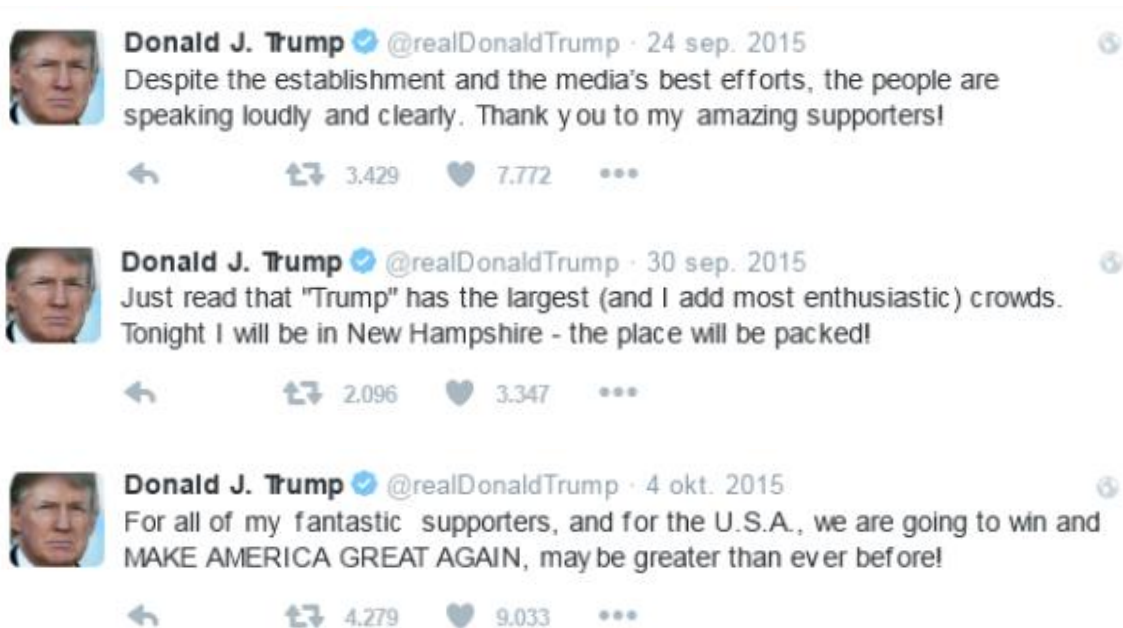 Donald J. Trump @realDonaldTrump · 24 sep. 2015
Despite the establishment and the media's best efforts, the people are
speaking loudly and clearly. Thank you to my amazing supporters!
3.429 7.772
Donald J. Trump @realDonaldTrump · 30 sep. 2015
Just read that "Trump" has the largest (and I add most enthusiastic) crowds.
Tonight I will be in New Hampshire - the place will be packed!
2.096 3.347
Donald J. Trump @realDonaldTrump · 4 okt. 2015
For all of my fantastic supporters, and for the U.S.A., we are going to win and
MAKE AMERICA GREAT AGAIN, may be greater than ever before!
4.279 9.033